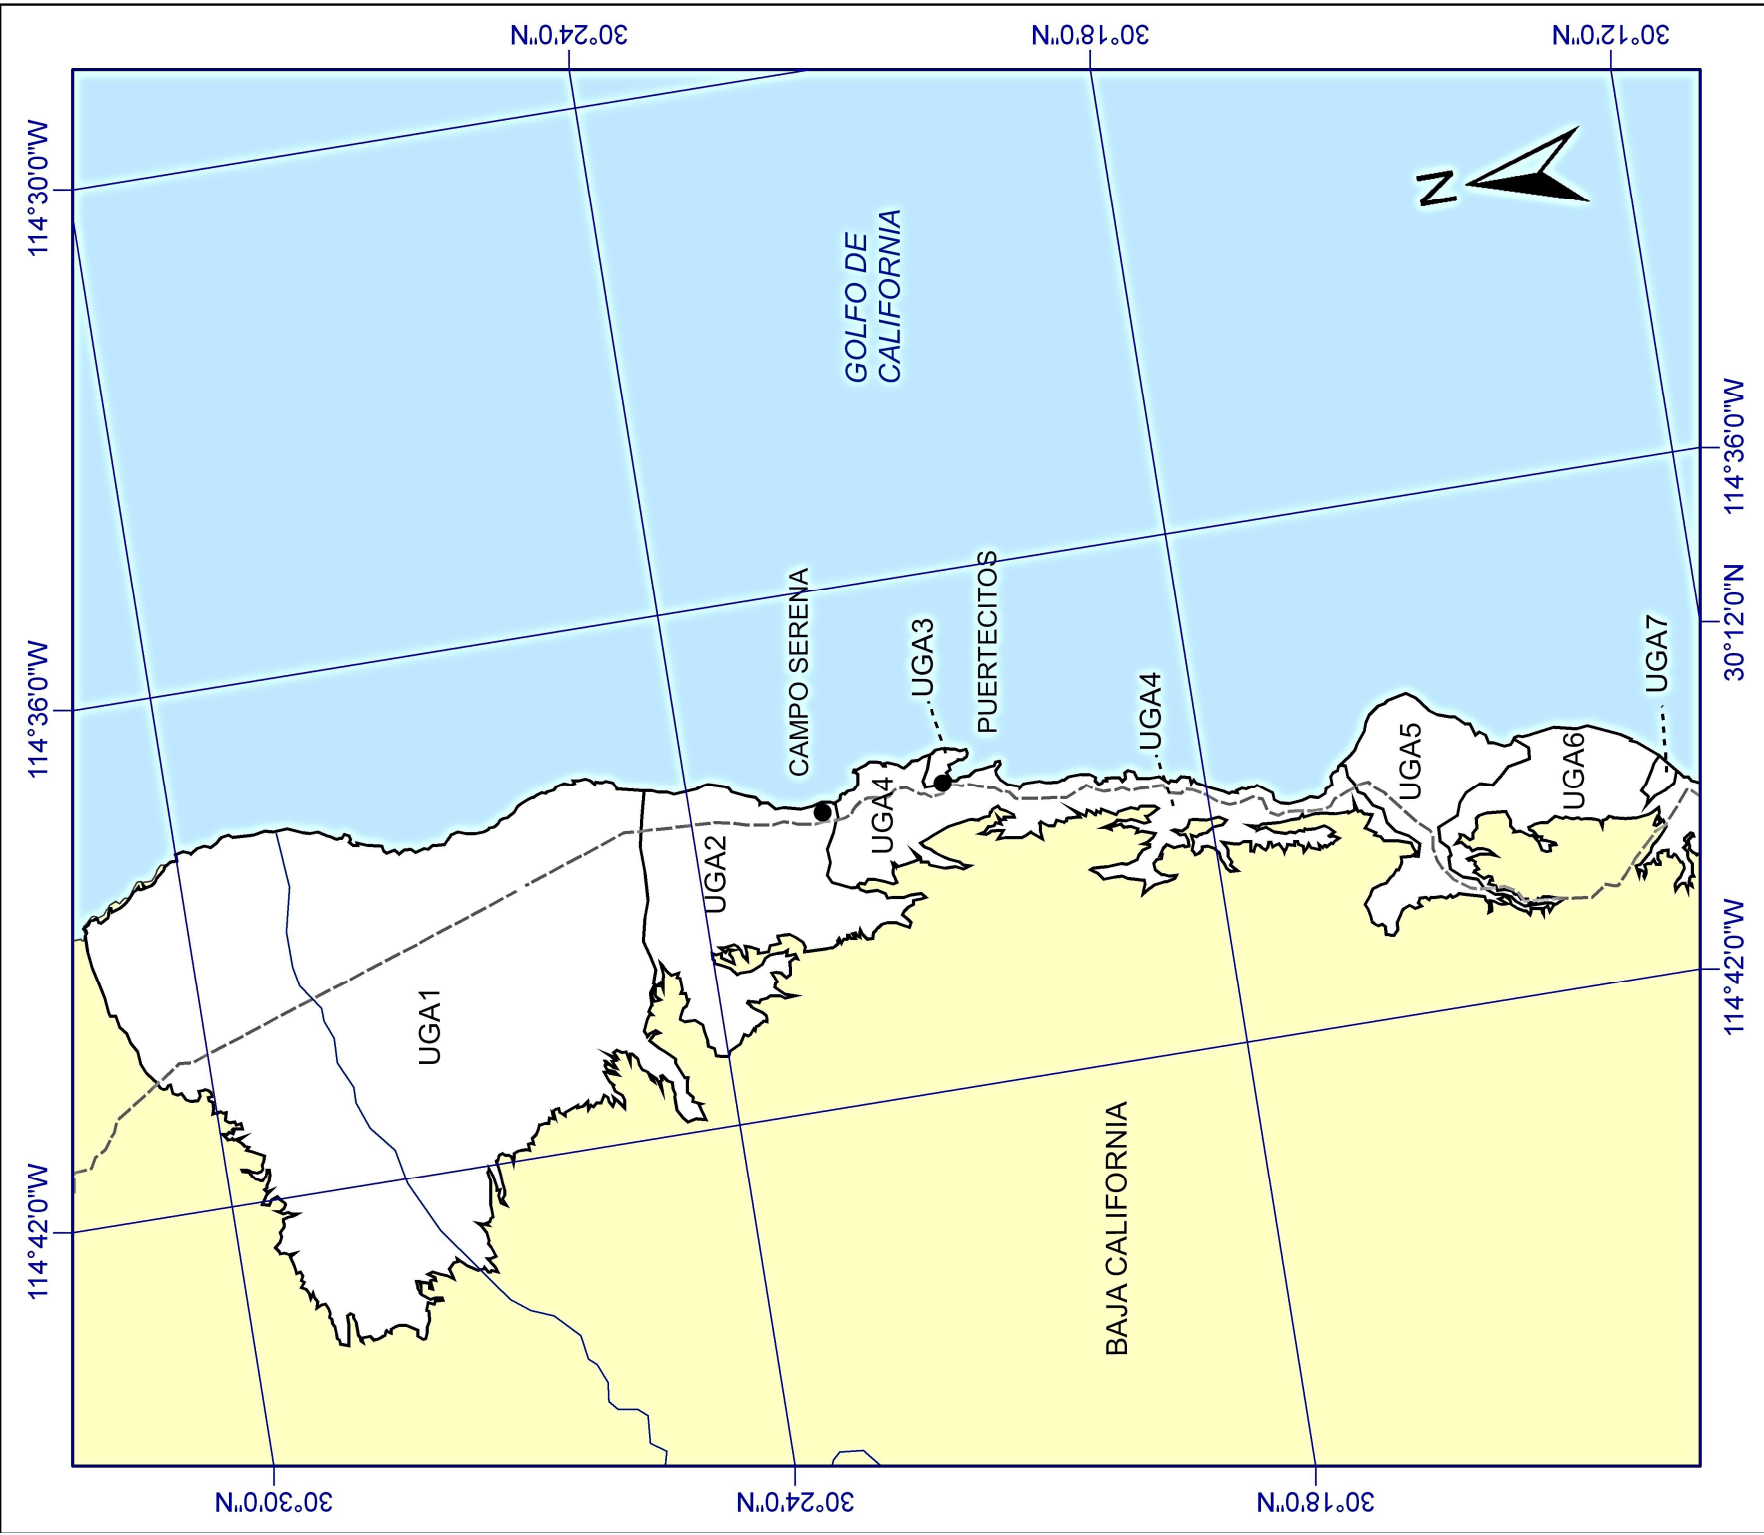 30°24'0"N
30°18'0"N
30°12'0"N
114°30'0"W
114°36'0"W
114°42'0"W
N
GOLFO DE
CALIFORNIA
CAMPO SERENA
UGA3
PUERTECITOS
UGA4
UGA4
UGA5
UGA6
UGA7
UGA2
UGA1
BAJA CALIFORNIA
114°36'0"W
30°12'0"N
114°42'0"W
30°30'0"N
30°24'0"N
30°18'0"N